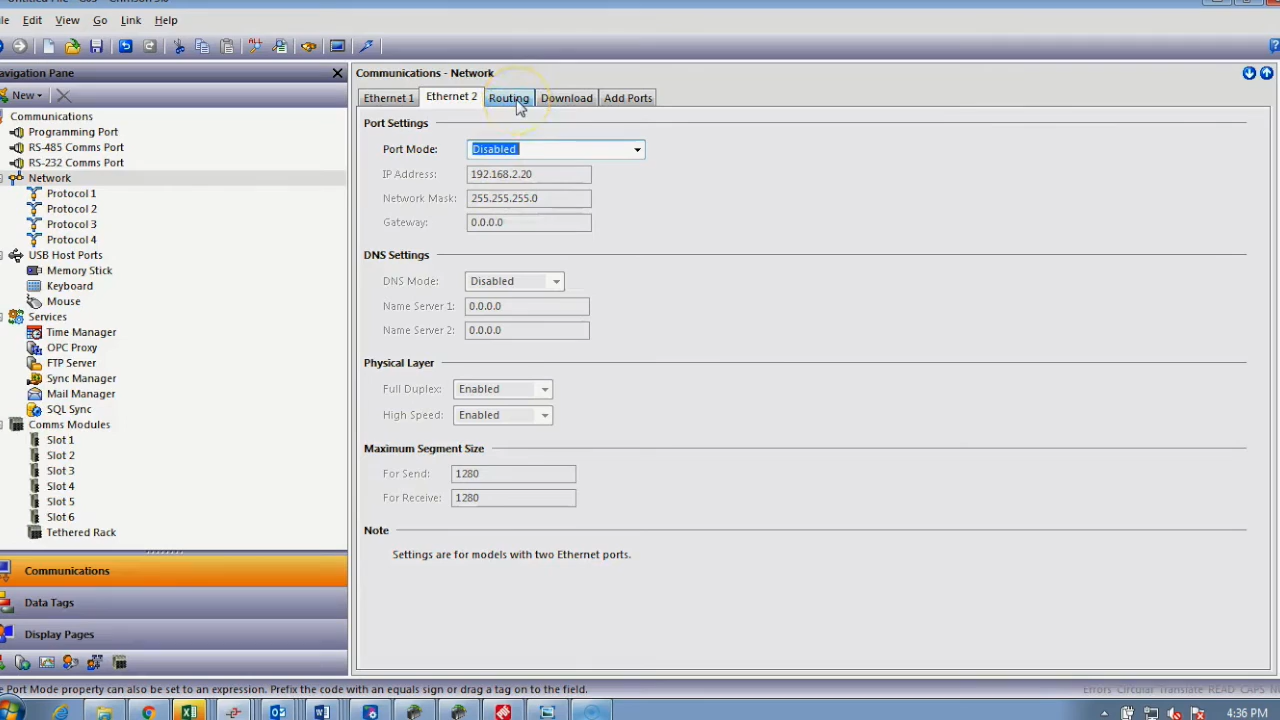 Edit View Go Link Help
Navigation Pane
New
Communications
Programming Port
RS-485 Comms Port
RS-232 Comms Port
Network
Protocol 1
Protocol 2
Protocol 3
Protocol 4
USB Host Ports
Memory Stick
Keyboard
Mouse
Services
Time Manager
OPC Proxy
FTP Server
Sync Manager
Mail Manager
SQL Sync
Comms Modules
Slot 1
Slot 2
Slot 3
Slot 4
Slot 5
Slot 6
Tethered Rack
Communications
Data Tags
Display Pages
Communications - Network
Ethernet 1 Ethernet 2 Routing Download Add Ports
Port Settings
Port Mode: Disabled
IP Address: 192.168.2.20
Network Mask: 255.255.255.0
Gateway: 0.0.0.0
DNS Settings
DNS Mode: Disabled
Name Server 1: 0.0.0.0
Name Server 2: 0.0.0.0
Physical Layer
Full Duplex: Enabled
High Speed: Enabled
Maximum Segment Size
For Send: 1280
For Receive: 1280
Note
Settings are for models with two Ethernet ports.
Port Mode property can also be set to an expression. Prefix the code with an equals sign or drag a tag on to the field.
Errors Circular Translate READ CAPS
4:36 PM